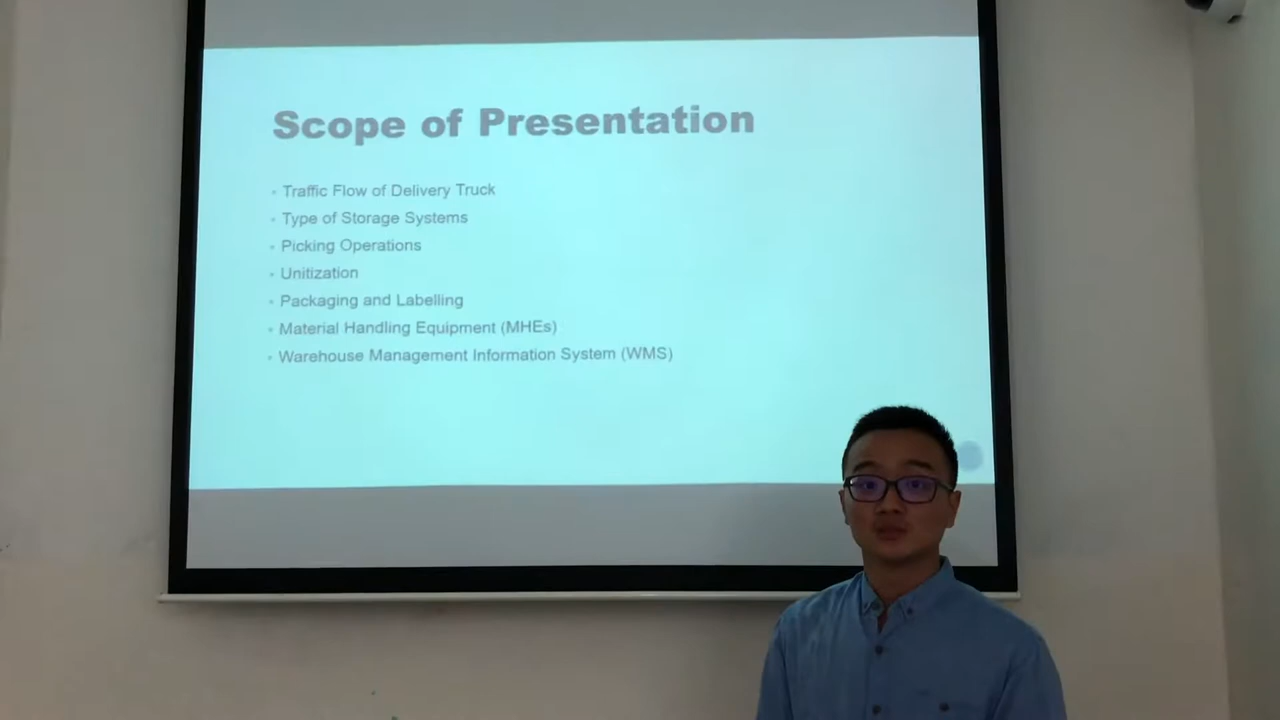 Scope of Presentation
• Traffic Flow of Delivery Truck
• Type of Storage Systems
• Picking Operations
• Unitization
• Packaging and Labelling
• Material Handling Equipment (MHEs)
• Warehouse Management Information System (WMS)